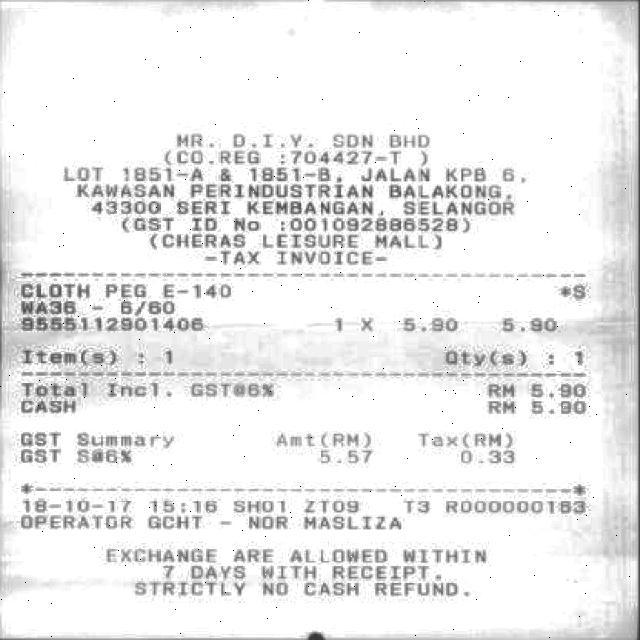 MR. D.I.Y. SDN BHD
(CO.REG :704427-T )
LOT 1851-A & 1851-B, JALAN KPB 6,
KAWASAN PERINDUSTRIAN BALAKONG,
43300 SERI KEMBANGAN, SELANGOR
(GST ID No :001092886528)
(CHERAS LEISURE MALL)
-TAX INVOICE-
CLOTH PEG E-140 *S
WA36 - 6/60
9555112901406 1 X 5.90 5.90
Item(s) : 1 Qty(s) : 1
Total Incl. GST@6% RM 5.90
CASH RM 5.90
GST Summary Amt(RM) Tax(RM)
GST S@6% 5.57 0.33
*--------------------------------*
18-10-17 15:16 SH01 ZT09 T3 R000000163
OPERATOR GCHT - NOR MASLIZA
EXCHANGE ARE ALLOWED WITHIN
7 DAYS WITH RECEIPT.
STRICTLY NO CASH REFUND.